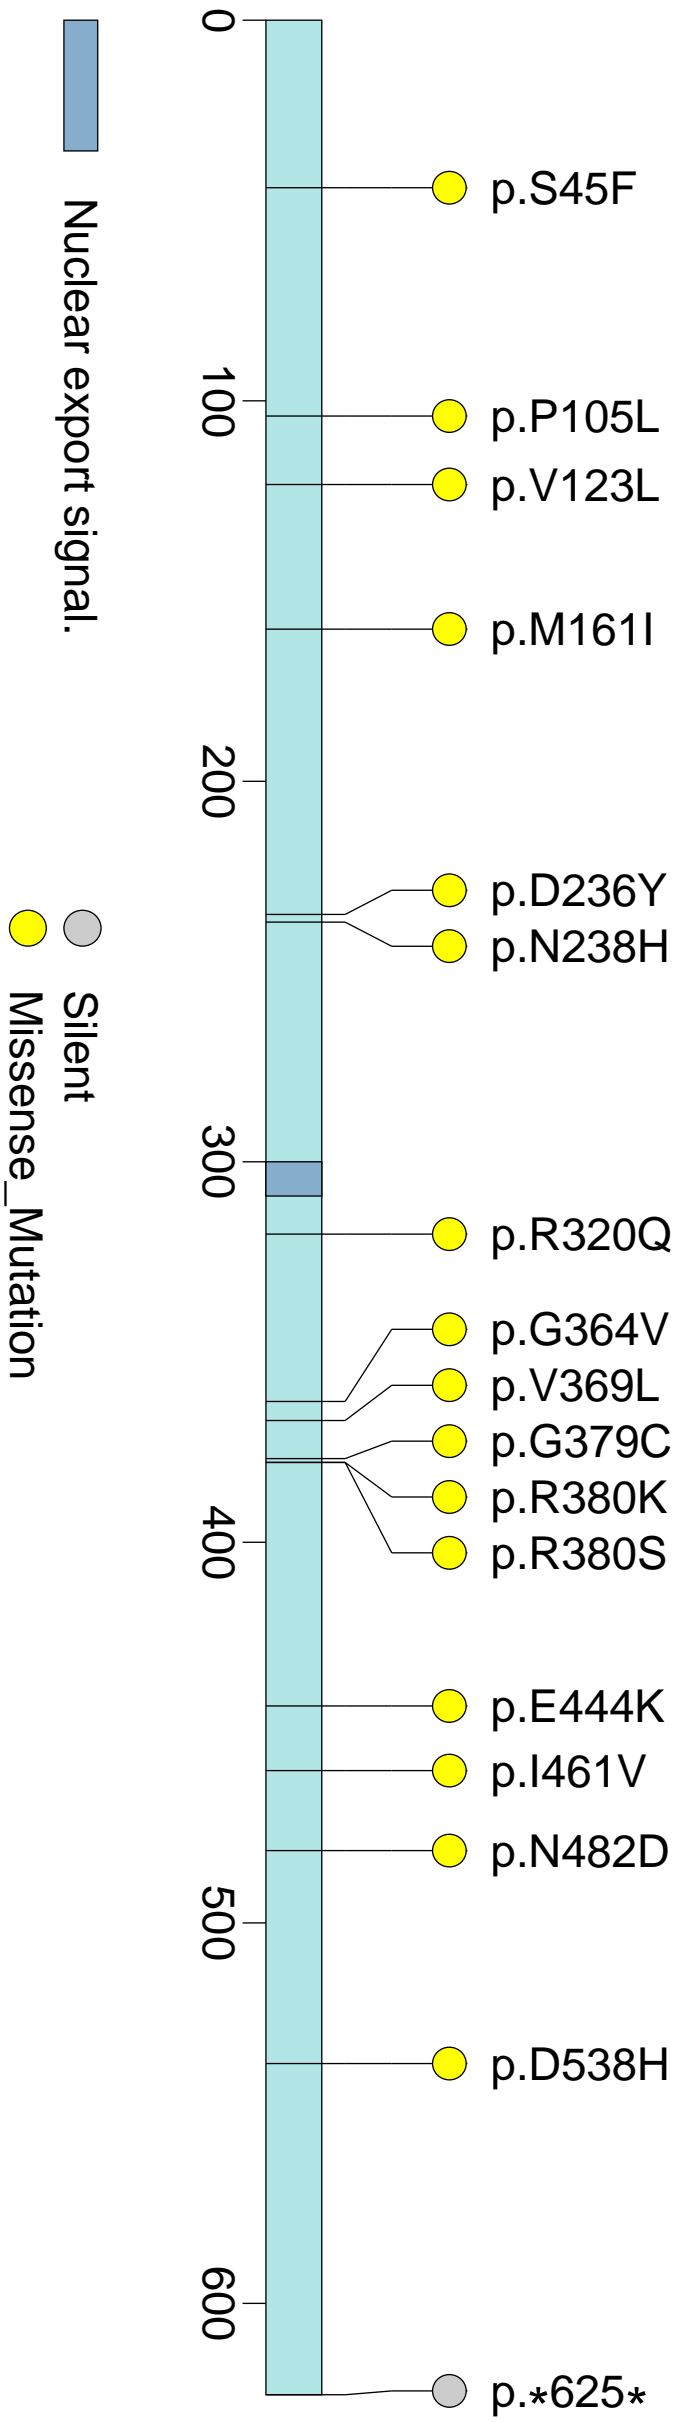 p.S45F
p.P105L
p.V123L
p.M161I
p.D236Y
p.N238H
p.R320Q
p.G364V
p.V369L
p.G379C
p.R380K
p.R380S
p.E444K
p.I461V
p.N482D
p.D538H
p.*625*
0
100
200
300
400
500
600
Nuclear export signal.
Silent
Missense_Mutation